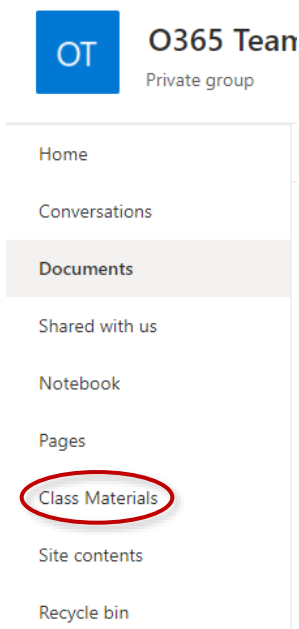 OT
O365 Team
Private group
Home
Conversations
Documents
Shared with us
Notebook
Pages
Class Materials
Site contents
Recycle bin